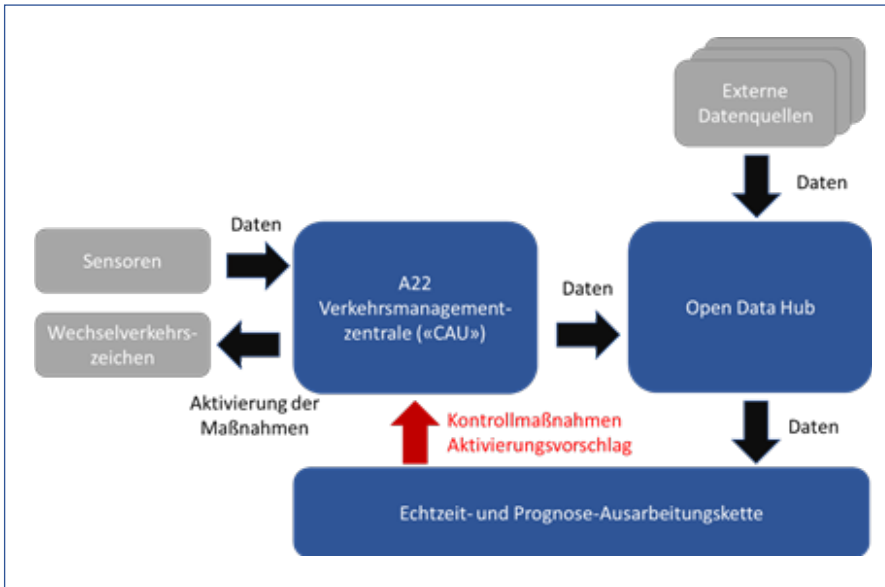 Externe
Datenquellen
Daten
Daten
Sensoren
A22
Verkehrsmanagement-
zentrale («CAU»)
Daten
Open Data Hub
Wechselverkehrs-
zeichen
Aktivierung der
Maßnahmen
Kontrollmaßnahmen
Aktivierungsvorschlag
Daten
Echtzeit- und Prognose-Ausarbeitungskette